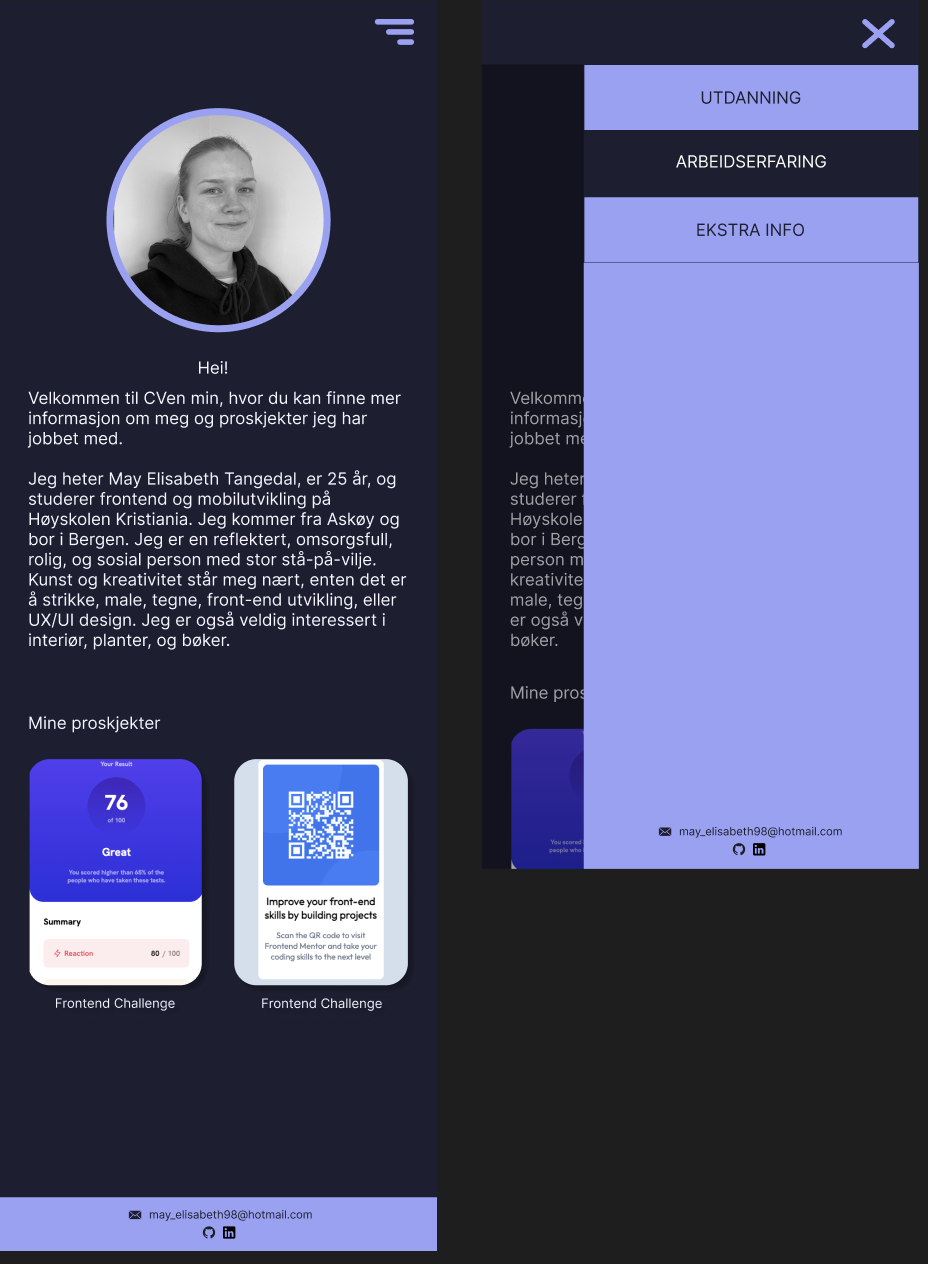 Hei!
Velkommen til CVen min, hvor du kan finne mer
informasjon om meg og proskjekter jeg har
jobbet med.
Jeg heter May Elisabeth Tangedal, er 25 år, og
studerer frontend og mobilutvikling på
Høyskolen Kristiania. Jeg kommer fra Askøy og
bor i Bergen. Jeg er en reflektert, omsorgsfull,
rolig, og sosial person med stor stå-på-vilje.
Kunst og kreativitet står meg nært, enten det er
å strikke, male, tegne, front-end utvikling, eller
UX/UI design. Jeg er også veldig interessert i
interiør, planter, og bøker.
Mine proskjekter
Your Result
76
of 100
Great
You scored higher than 65% of the
people who have taken these tests.
Summary
Reaction 80 / 100
Frontend Challenge
Improve your front-end
skills by building projects
Scan the QR code to visit
Frontend Mentor and take your
coding skills to the next level
Frontend Challenge
may_elisabeth98@hotmail.com
UTDANNING
ARBEIDSERFARING
EKSTRA INFO
Velkomm
informasj
jobbet me
Jeg heter
studerer f
Høyskole
bor i Berg
person m
kreativite
male, teg
er også v
bøker.
Mine pros
You scored
people who
may_elisabeth98@hotmail.com